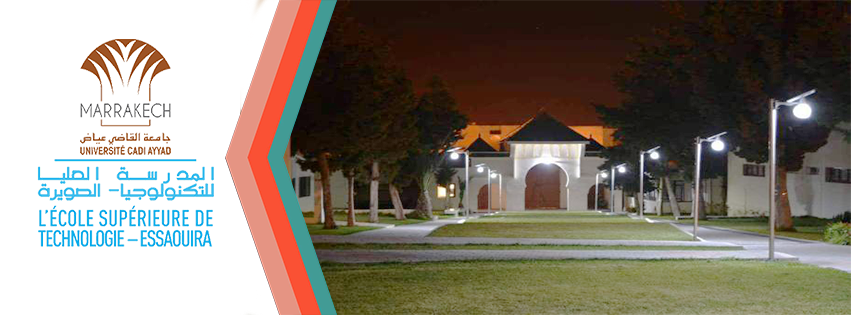 MARRAKECH
جامعة القاضي عياض
UNIVERSITÉ CADI AYYAD
المدرسة العليا
للتكنولوجيا - الصويرة
L'ÉCOLE SUPÉRIEURE DE
TECHNOLOGIE – ESSAOUIRA